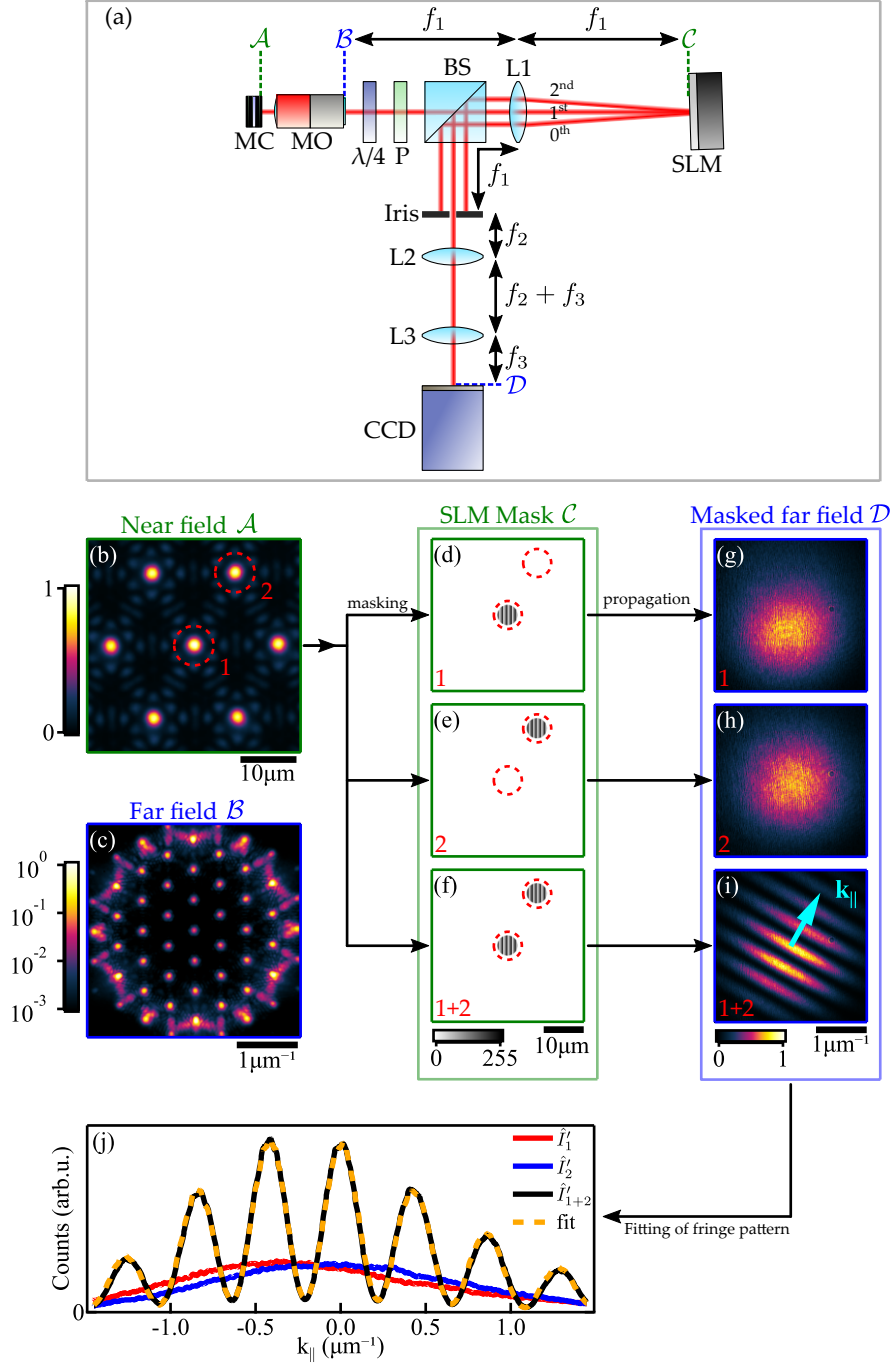 (a)
𝒜
ℬ
f₁
f₁
𝒞
BS
L1
2ⁿᵈ
1ˢᵗ
0ᵗʰ
MC
MO
λ/4
P
SLM
f₁
Iris
f₂
L2
f₂ + f₃
L3
f₃
𝒟
CCD
Near field 𝒜
SLM Mask 𝒞
Masked far field 𝒟
(b)
1
0
2
1
10μm
masking
propagation
(d)
1
(g)
1
(e)
2
(h)
2
Far field ℬ
(c)
10⁰
10⁻¹
10⁻²
10⁻³
1μm⁻¹
(f)
1+2
0 255
10μm
(i)
k∥
1+2
0 1
1μm⁻¹
(j)
Counts (arb.u.)
0
Î′₁
Î′₂
Î′₁₊₂
fit
-1.0 -0.5 0.0 0.5 1.0
k∥ (μm⁻¹)
Fitting of fringe pattern